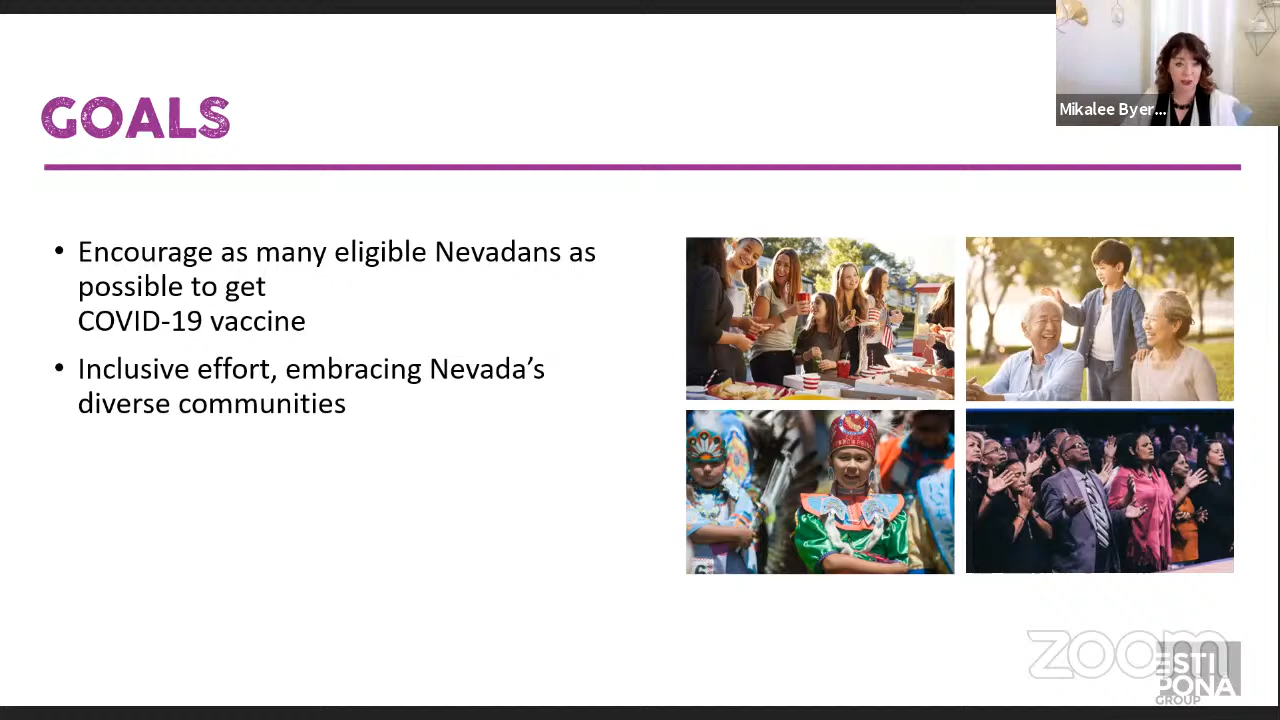 Mikalee Byer...
GOALS
• Encourage as many eligible Nevadans as
possible to get
COVID-19 vaccine
• Inclusive effort, embracing Nevada’s
diverse communities
zoom
ESTI
PONA
GROUP